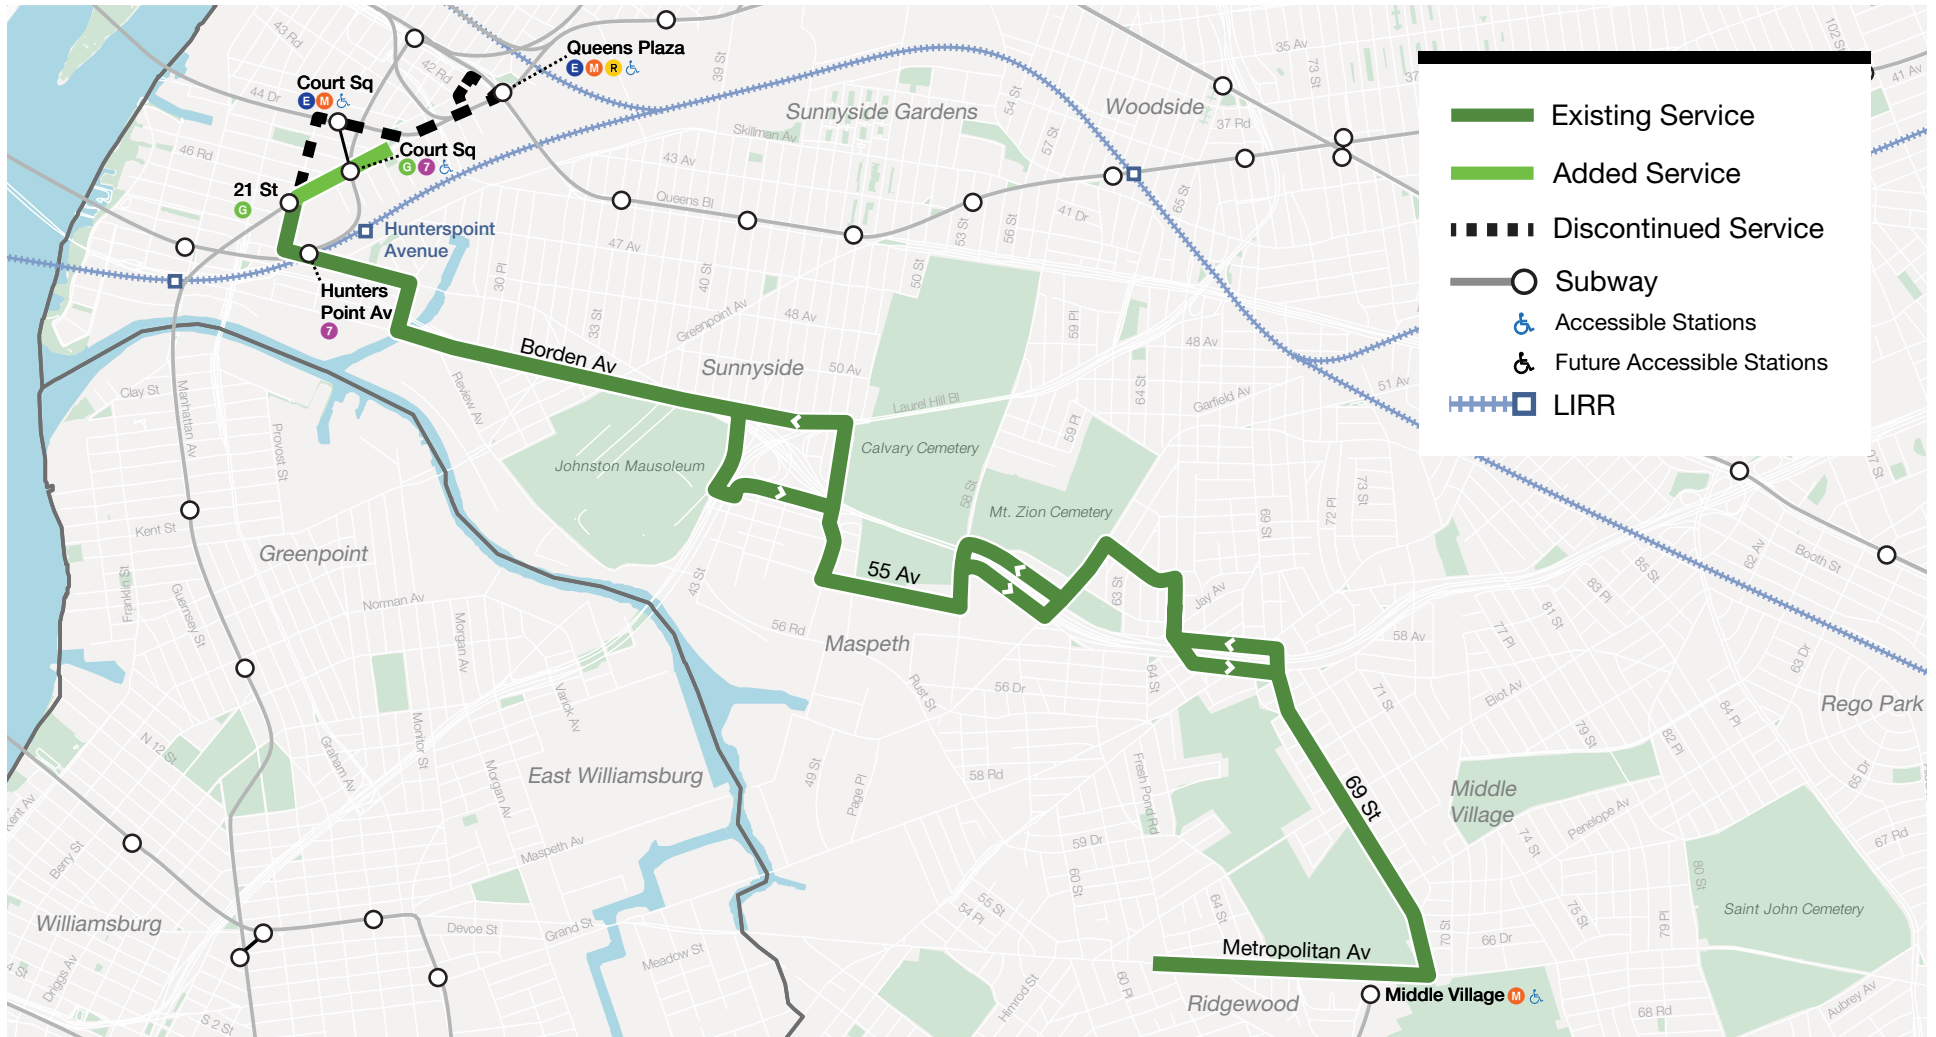 43 Rd
42 Rd
39 St
Queens Plaza
E M R
Court Sq
E M
44 Dr
46 Rd
Court Sq
G 7
21 St
G
Hunterspoint
Avenue
Hunters
Point Av
7
Sunnyside Gardens
Skillman Av
43 Av
Queens Bl
47 Av
54 St
57 St
Woodside
35 Av
73 St
37
37 Rd
102 St
41 Av
65 St
41 Dr
53 St
56 St
30 Pl
40 St
50 St
33 St
Greenpoint Av
48 Av
59 Pl
48 Av
64 St
51 Av
Garfield Av
Existing Service
Added Service
Discontinued Service
Subway
Accessible Stations
Future Accessible Stations
LIRR
Borden Av
Sunnyside
50 Av
Laurel Hill Bl
59 Pl
Clay St
Manhattan Av
Provost St
Review Av
Johnston Mausoleum
Calvary Cemetery
58 St
Mt. Zion Cemetery
69 St
72 Pl
73 St
07 St
Kent St
Greenpoint
Franklin St
Guernsey St
Norman Av
Morgan Av
43 St
55 Av
56 Rd
Maspeth
63 St
Jay Av
58 Av
62 Av
Booth St
85 St
83 Pl
81 St
77 Pl
63 Dr
64 St
56 Dr
Rust St
71 St
Eliot Av
79 St
82 Pl
84 Pl
Rego Park
N 12 St
Graham Av
Monitor St
Varick Av
Morgan Av
East Williamsburg
49 St
Page Pl
58 Rd
Fresh Pond Rd
69 St
Middle
Village
74 St
Penelope Av
65 Dr
67 Rd
Kent Av
Berry St
Maspeth Av
59 Dr
60 St
64 St
80 St
Saint John Cemetery
Williamsburg
4 St
Driggs Av
S 2 St
Devoe St
Grand St
Meadow St
55 St
54 Pl
Himrod St
60 Pl
Metropolitan Av
70 St
66 Dr
75 St
76 Pl
Ridgewood
Middle Village M
68 Rd
Aubrey Av